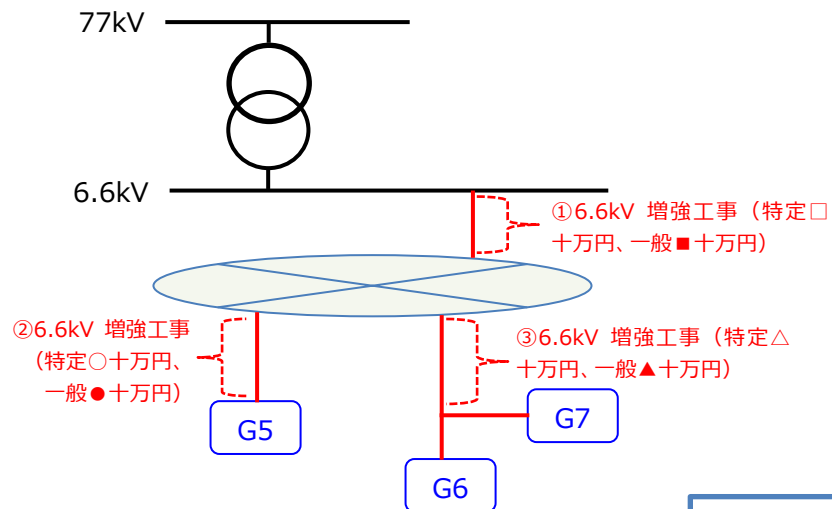 77kV
6.6kV
①6.6kV 増強工事（特定□
十万円、一般■十万円）
②6.6kV 増強工事
（特定○十万円、
一般●十万円）
③6.6kV 増強工事（特定△
十万円、一般▲十万円）
G5
G7
G6